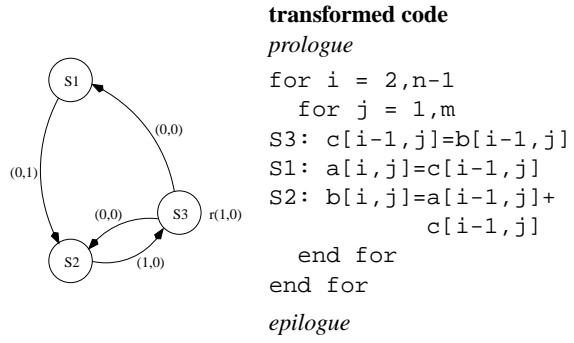 S1
(0,0)
(0,1)
(0,0)
S3
r(1,0)
S2
(1,0)
transformed code
prologue
for i = 2,n-1
for j = 1,m
S3: c[i-1,j]=b[i-1,j]
S1: a[i,j]=c[i-1,j]
S2: b[i,j]=a[i-1,j]+
c[i-1,j]
end for
end for
epilogue